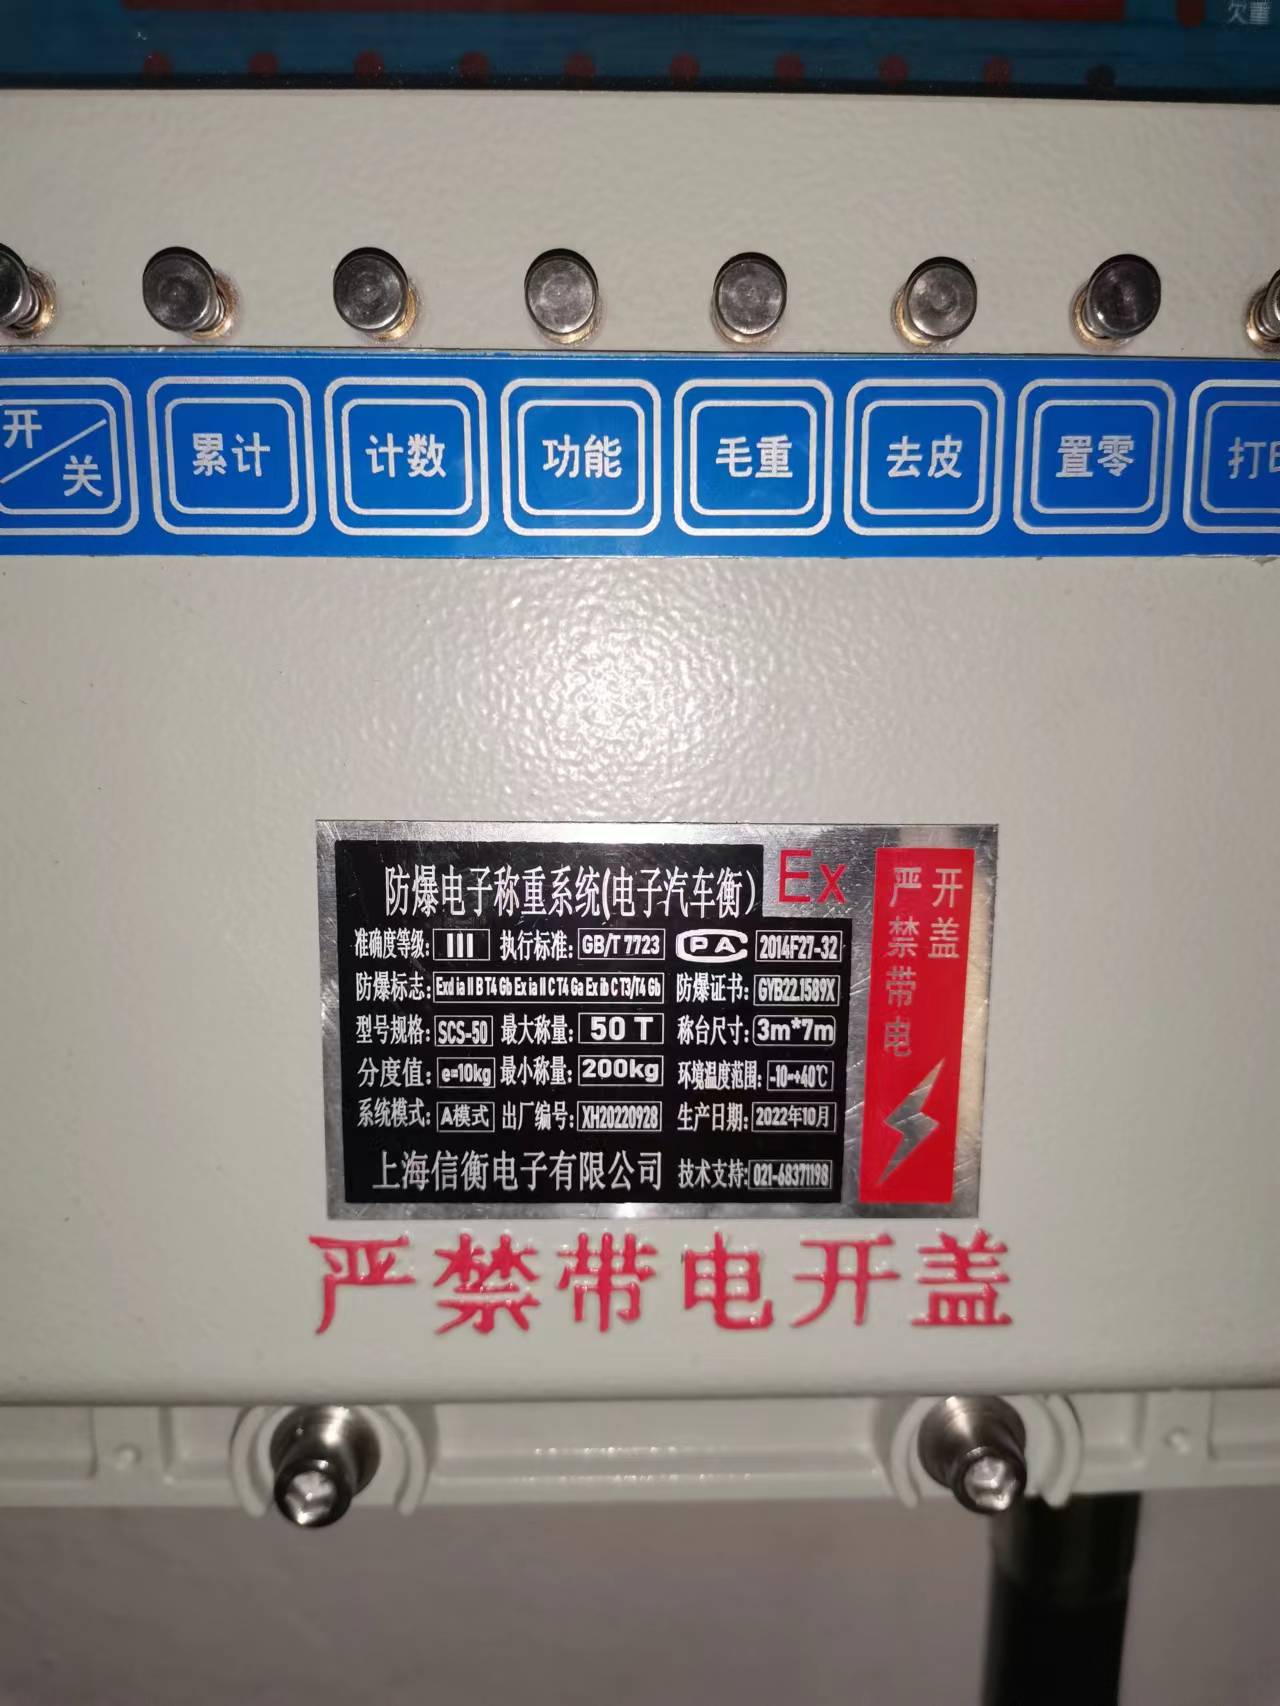 欠重
开/关 累计 计数 功能 毛重 去皮 置零 打印
防爆电子称重系统(电子汽车衡) Ex
准确度等级: III 执行标准: GB/T 7723 CPA 2014F27-32
防爆标志: Exd ia II B T4 Gb Ex ia II C T4 Ga Ex ib C T3/T4 Gb 防爆证书: GYB22.1589X
型号规格: SCS-50 最大称量: 50 T 称台尺寸: 3m*7m
分度值: e=10kg 最小称量: 200kg 环境温度范围: -10~+40℃
系统模式: A模式 出厂编号: XH20220928 生产日期: 2022年10月
上海信衡电子有限公司 技术支持: 021-68371198
严禁带电
开盖
严禁带电开盖